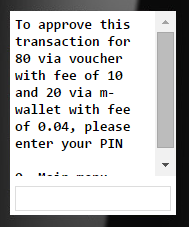 To approve this
transaction for
80 via voucher
with fee of 10
and 20 via m-
wallet with fee
of 0.04, please
enter your PIN